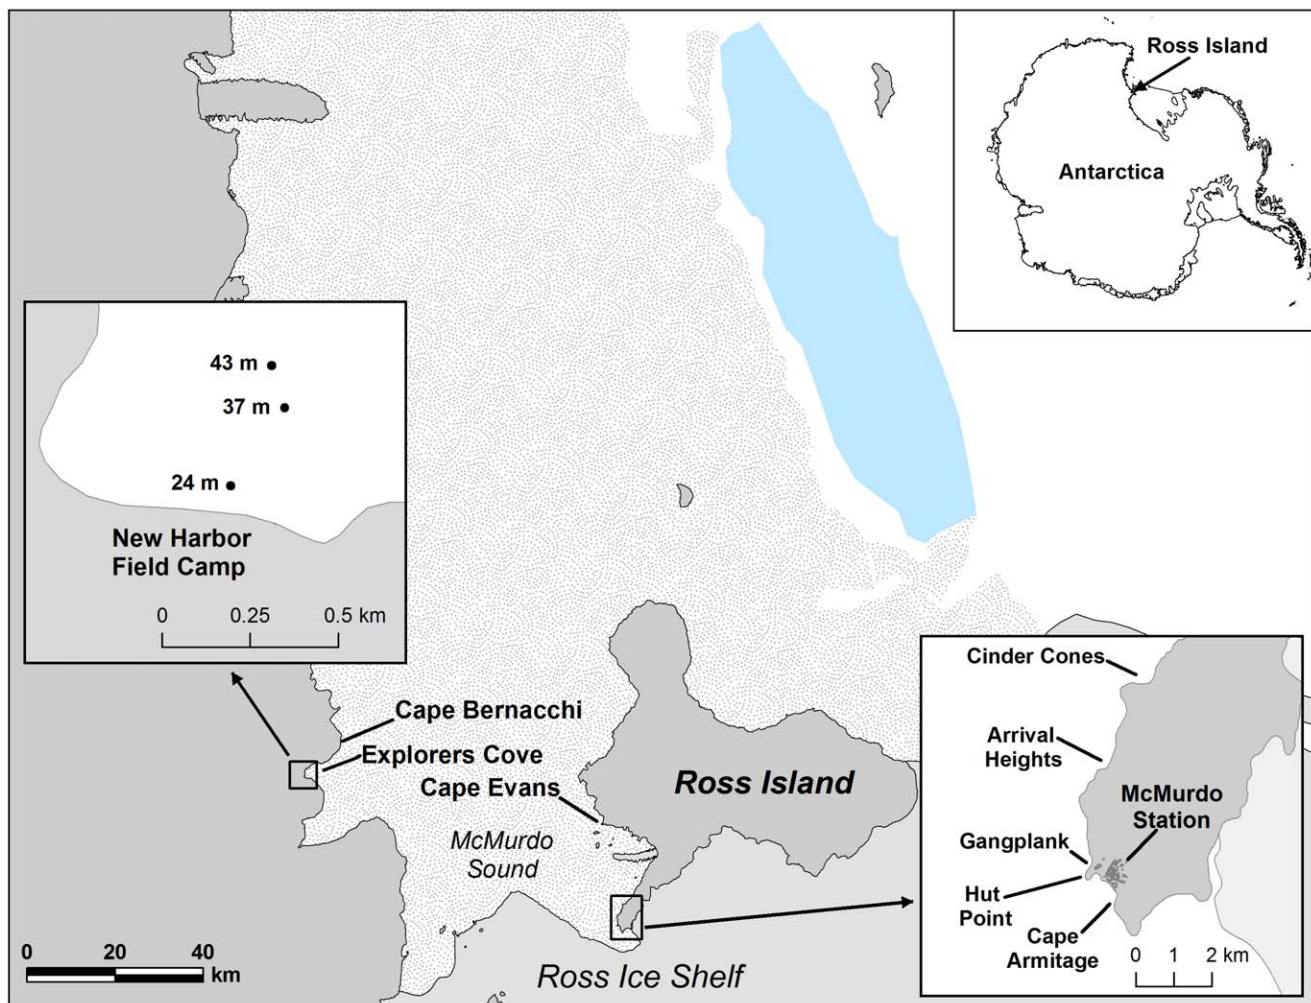 Ross Island
Antarctica
43 m
37 m
24 m
New Harbor
Field Camp
0 0.25 0.5 km
Cape Bernacchi
Explorers Cove
Cape Evans
Ross Island
McMurdo
Sound
Cinder Cones
Arrival
Heights
McMurdo
Station
Gangplank
Hut
Point
Cape
Armitage
0 1 2 km
0 20 40
km
Ross Ice Shelf